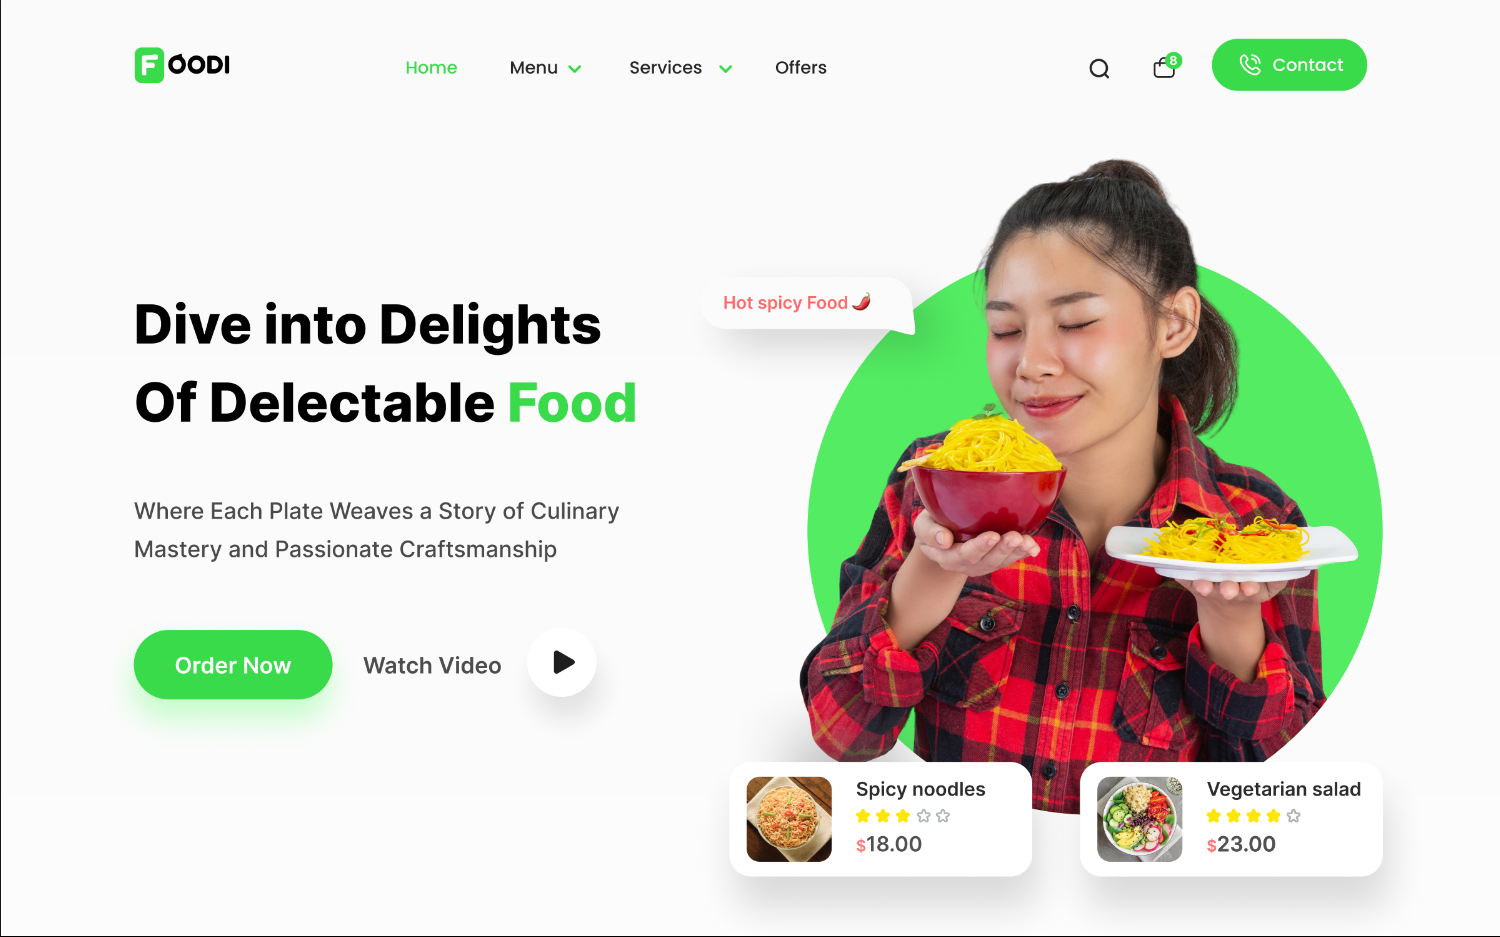 FOODI
Home
Menu
Services
Offers
8
Contact
Hot spicy Food
Dive into Delights
Of Delectable Food
Where Each Plate Weaves a Story of Culinary
Mastery and Passionate Craftsmanship
Order Now
Watch Video
Spicy noodles
$18.00
Vegetarian salad
$23.00